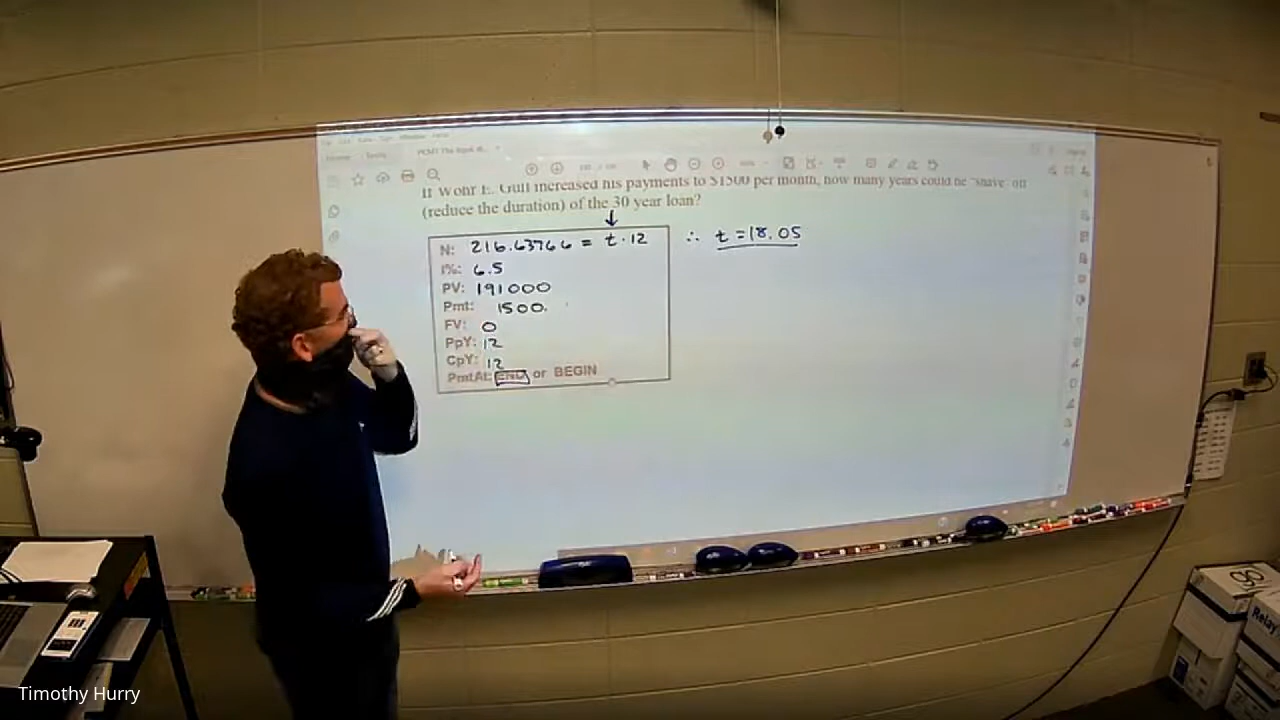 If Wohr E. Gull increased his payments to $1500 per month, how many years could he "shave" off
(reduce the duration) of the 30 year loan?
N: 216.63766 = t·12 ∴ t=18.05
I%: 6.5
PV: 191000
Pmt: 1500.
FV: 0
PpY: 12
CpY: 12
PmtAt: END or BEGIN
Relay
Timothy Hurry